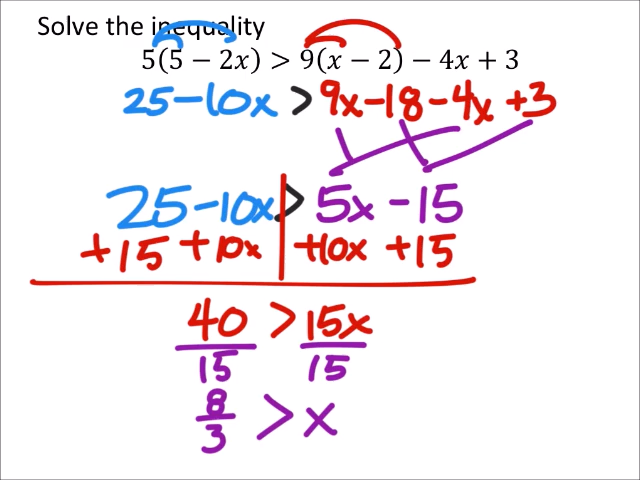 Solve the inequality
5(5 − 2x) > 9(x − 2) − 4x + 3
25 − 10x > 9x − 18 − 4x + 3
25 − 10x > 5x − 15
+15 +10x +10x +15
40 > 15x
15 15
8/3 > x